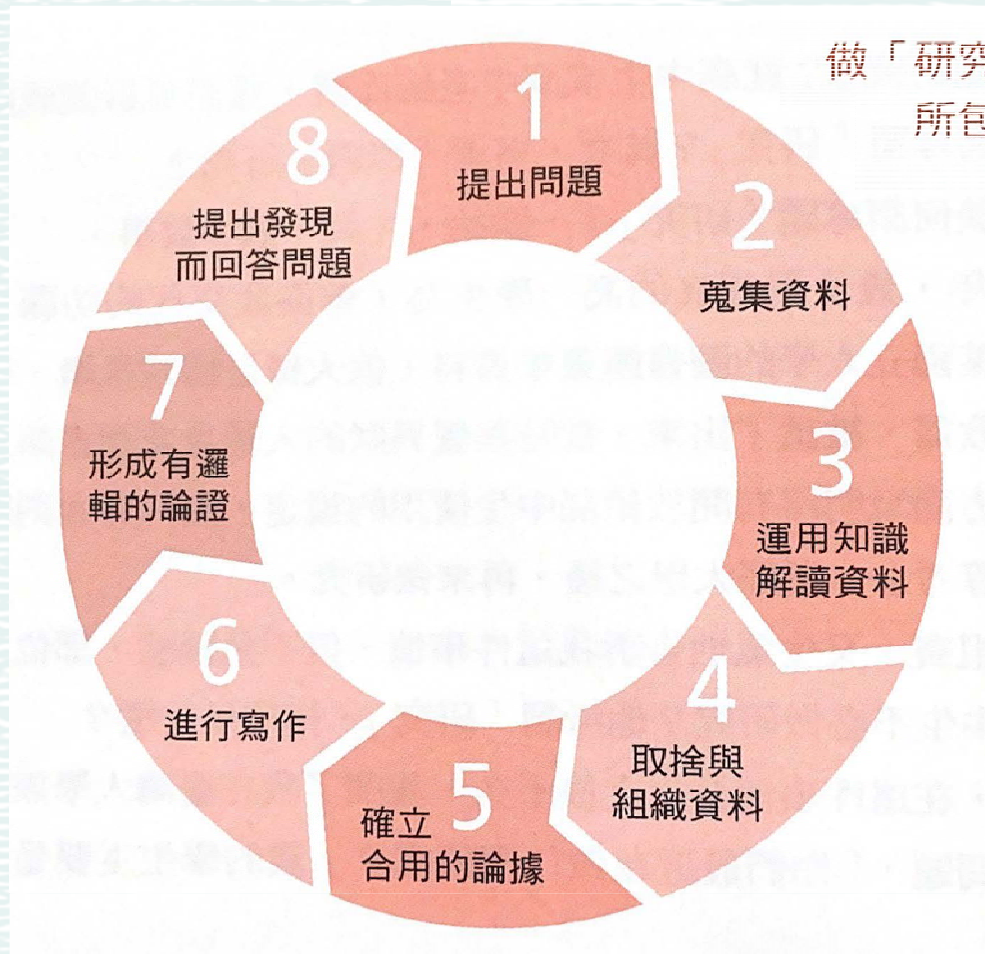 做「研究
所包
1
提出問題
2
蒐集資料
3
運用知識
解讀資料
4
取捨與
組織資料
5
確立
合用的論據
6
進行寫作
7
形成有邏
輯的論證
8
提出發現
而回答問題